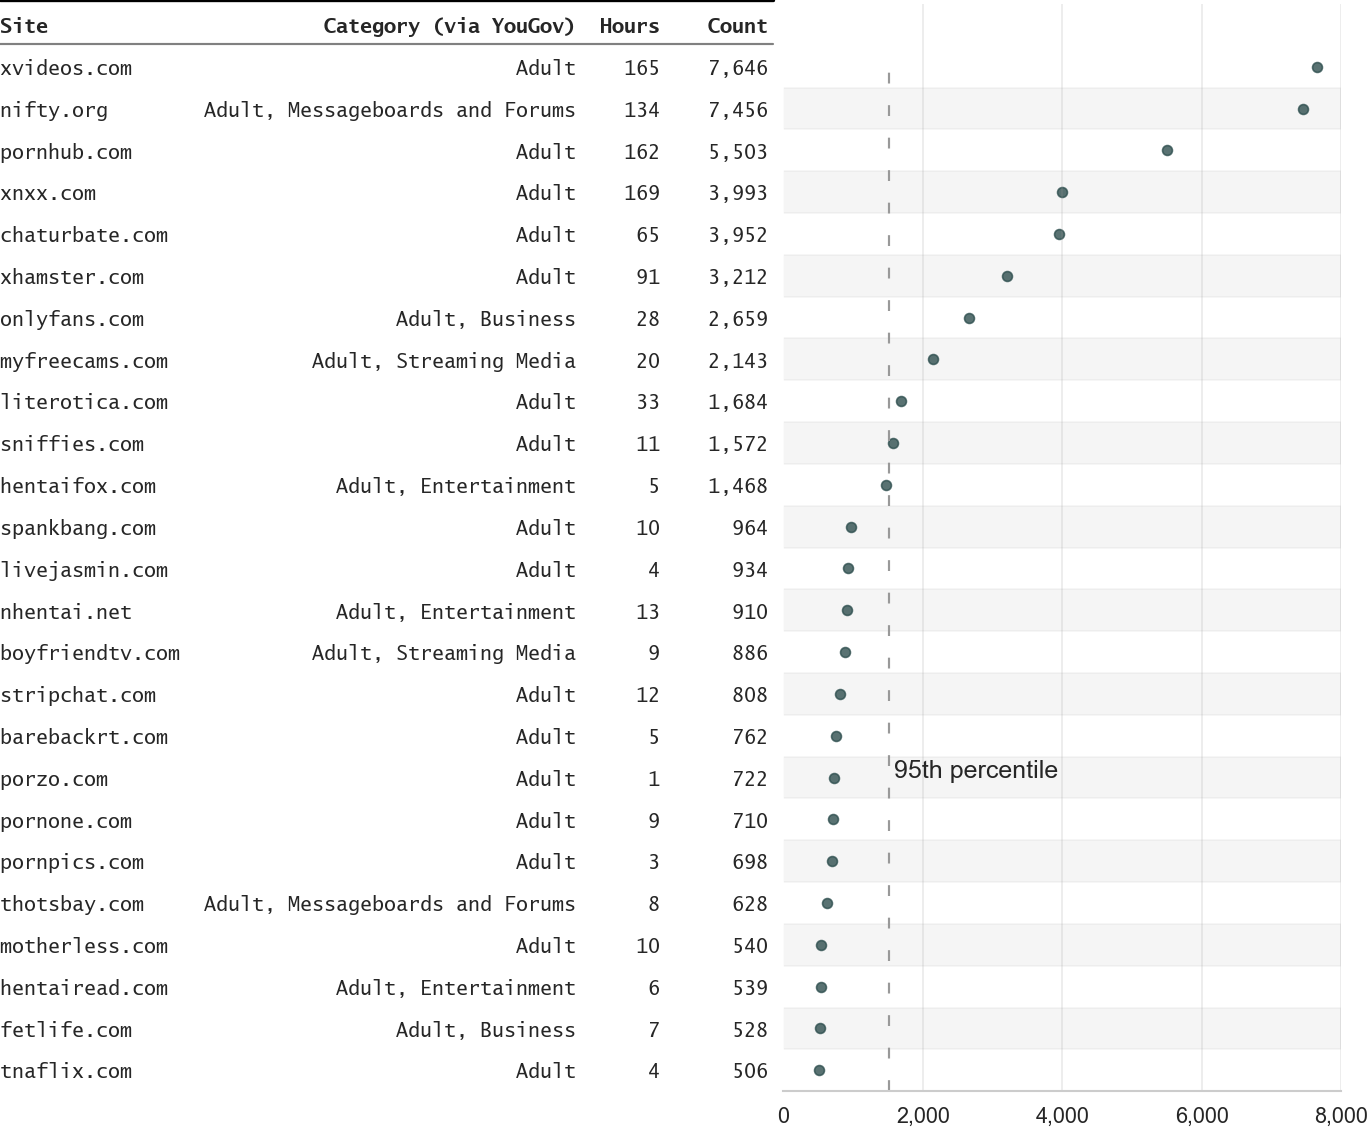 Site Category (via YouGov) Hours Count
xvideos.com Adult 165 7,646
nifty.org Adult, Messageboards and Forums 134 7,456
pornhub.com Adult 162 5,503
xnxx.com Adult 169 3,993
chaturbate.com Adult 65 3,952
xhamster.com Adult 91 3,212
onlyfans.com Adult, Business 28 2,659
myfreecams.com Adult, Streaming Media 20 2,143
literotica.com Adult 33 1,684
sniffies.com Adult 11 1,572
hentaifox.com Adult, Entertainment 5 1,468
spankbang.com Adult 10 964
livejasmin.com Adult 4 934
nhentai.net Adult, Entertainment 13 910
boyfriendtv.com Adult, Streaming Media 9 886
stripchat.com Adult 12 808
barebackrt.com Adult 5 762
porzo.com Adult 1 722
95th percentile
pornone.com Adult 9 710
pornpics.com Adult 3 698
thotsbay.com Adult, Messageboards and Forums 8 628
motherless.com Adult 10 540
hentairead.com Adult, Entertainment 6 539
fetlife.com Adult, Business 7 528
tnaflix.com Adult 4 506
0 2,000 4,000 6,000 8,000